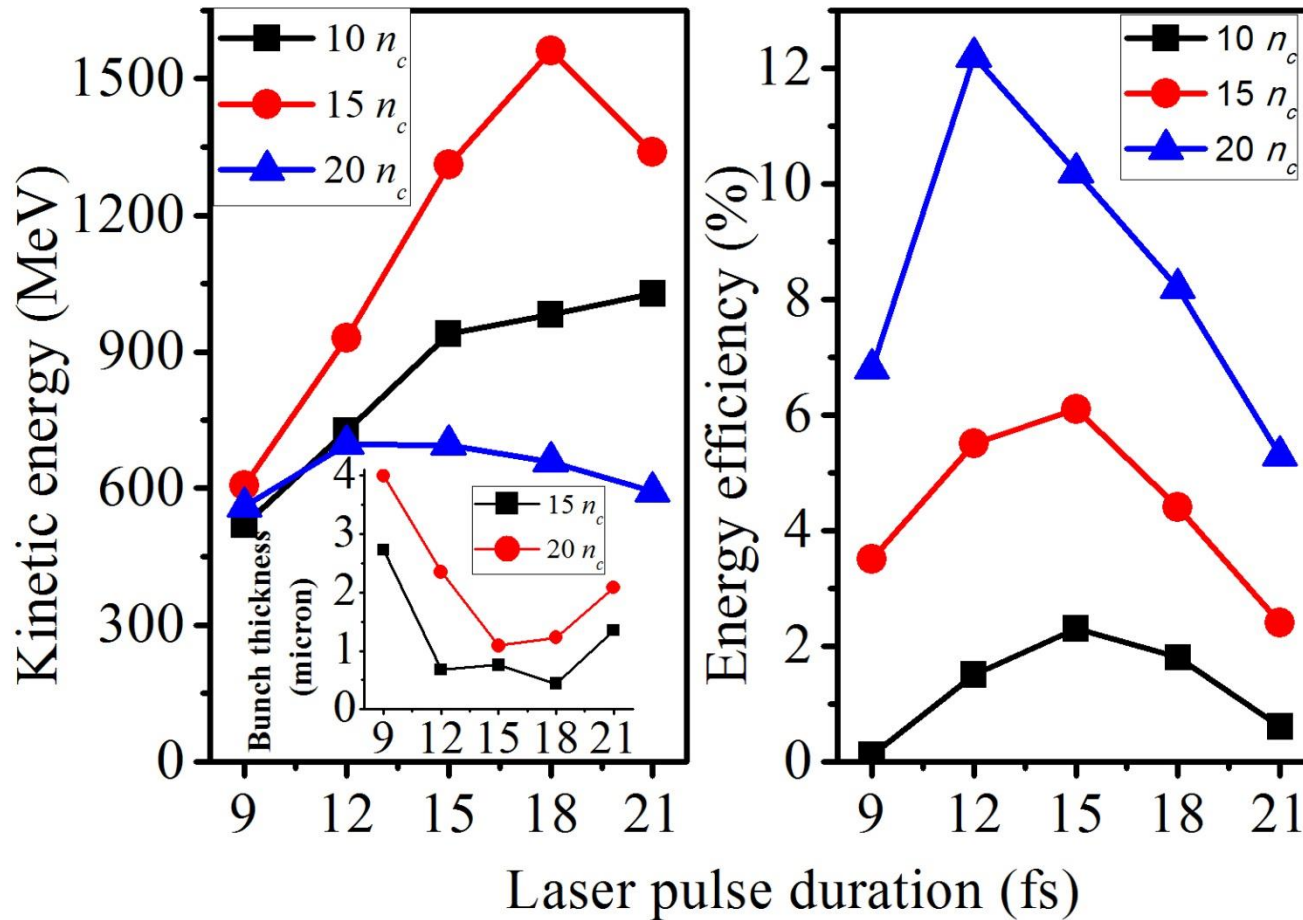 Kinetic energy (MeV)
1500
1200
900
600
300
0
10 n_c
15 n_c
20 n_c
9 12 15 18 21
Bunch thickness
(micron)
4
3
2
1
0
15 n_c
20 n_c
9 12 15 18 21
Energy efficiency (%)
12
10
8
6
4
2
0
10 n_c
15 n_c
20 n_c
9 12 15 18 21
Laser pulse duration (fs)